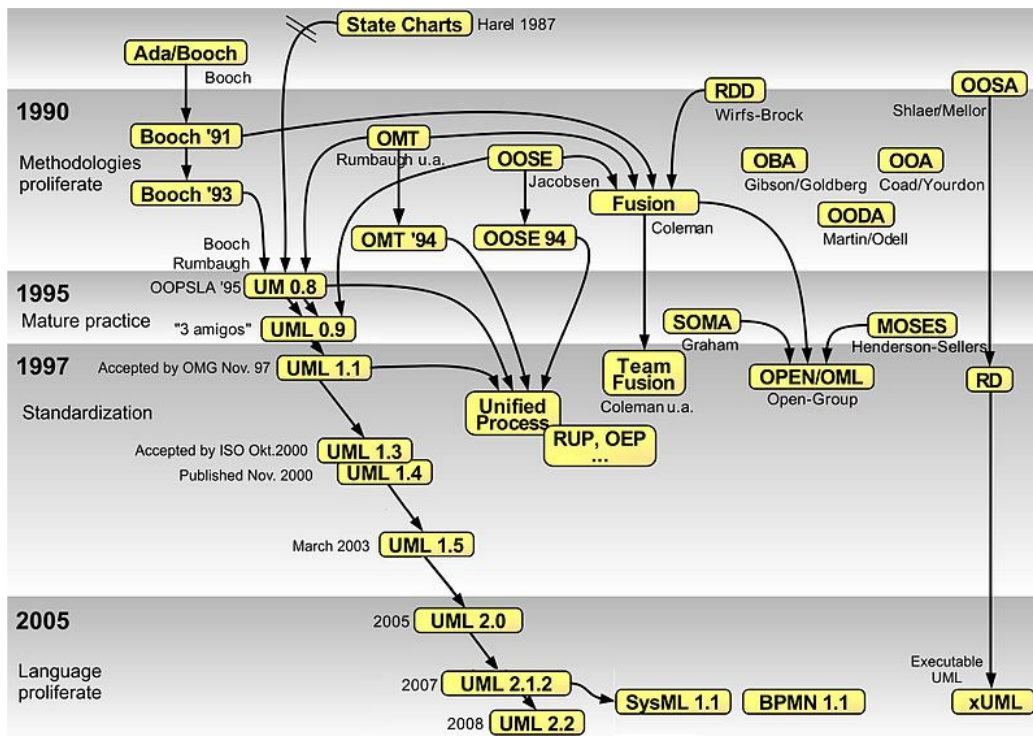 State Charts
Harel 1987
Ada/Booch
Booch
1990
Methodologies
proliferate
RDD
Wirfs-Brock
OOSA
Shlaer/Mellor
Booch '91
OMT
Rumbaugh u.a.
OOSE
Jacobsen
OBA
Gibson/Goldberg
OOA
Coad/Yourdon
Booch '93
Fusion
Coleman
OODA
Martin/Odell
OMT '94
OOSE 94
Booch
Rumbaugh
OOPSLA '95
UM 0.8
1995
Mature practice
"3 amigos"
UML 0.9
SOMA
Graham
MOSES
Henderson-Sellers
1997
Standardization
Accepted by OMG Nov. 97
UML 1.1
Unified
Process
RUP, OEP
...
Team
Fusion
Coleman u.a.
OPEN/OML
Open-Group
RD
Accepted by ISO Okt.2000
UML 1.3
Published Nov. 2000
UML 1.4
March 2003
UML 1.5
2005
Language
proliferate
2005
UML 2.0
2007
UML 2.1.2
2008
UML 2.2
SysML 1.1
BPMN 1.1
Executable
UML
xUML